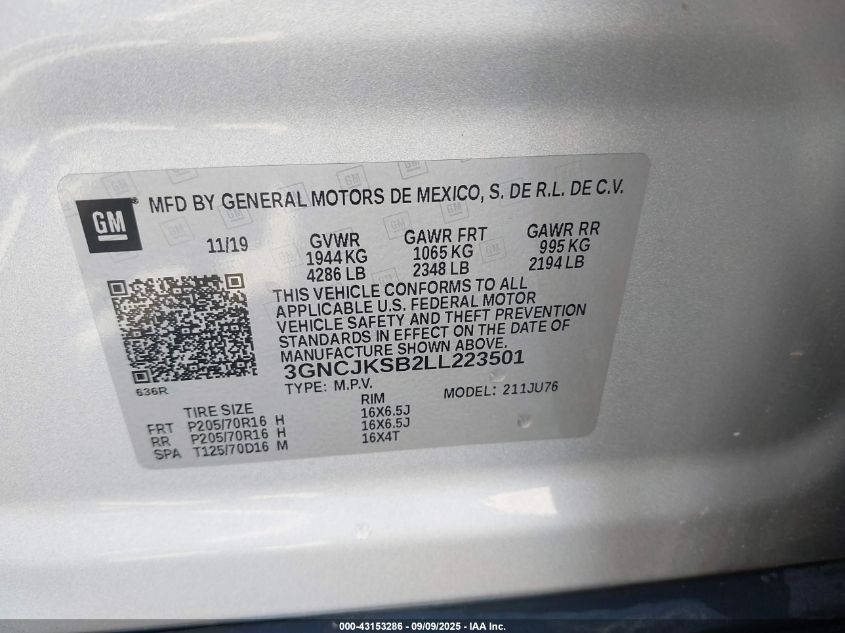 GM ® MFD BY GENERAL MOTORS DE MEXICO, S. DE R.L. DE C.V.
11/19 GVWR GAWR FRT GAWR RR
1944 KG 1065 KG 995 KG
4286 LB 2348 LB 2194 LB
THIS VEHICLE CONFORMS TO ALL
APPLICABLE U.S. FEDERAL MOTOR
VEHICLE SAFETY AND THEFT PREVENTION
STANDARDS IN EFFECT ON THE DATE OF
MANUFACTURE SHOWN ABOVE.
3GNCJKSB2LL223501
636R
TYPE: M.P.V. MODEL: 211JU76
TIRE SIZE RIM
FRT P205/70R16 H 16X6.5J
RR P205/70R16 H 16X6.5J
SPA T125/70D16 M 16X4T
000-43153286 - 09/09/2025 - IAA Inc.